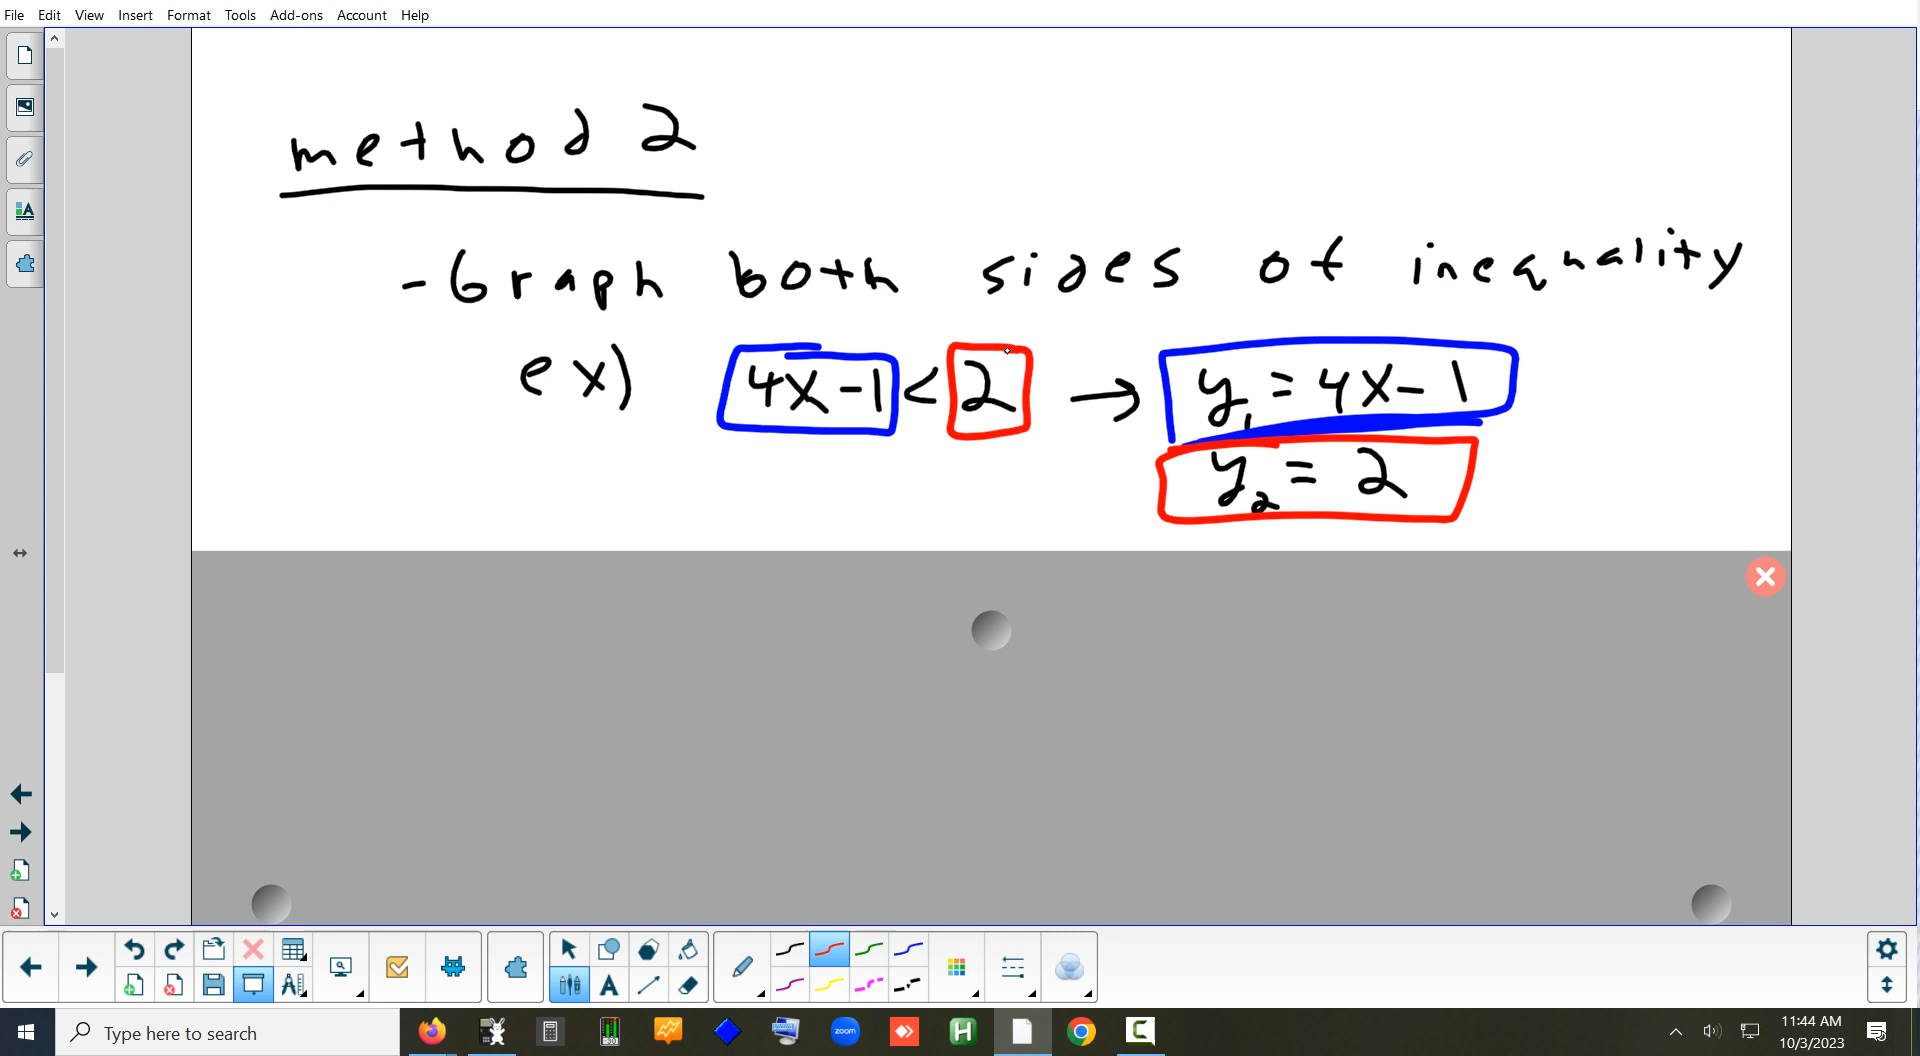 File Edit View Insert Format Tools Add-ons Account Help
method 2
- Graph both sides of inequality
ex) 4x-1 < 2 → y₁ = 4x-1
y₂ = 2
Type here to search
zoom
11:44 AM
10/3/2023